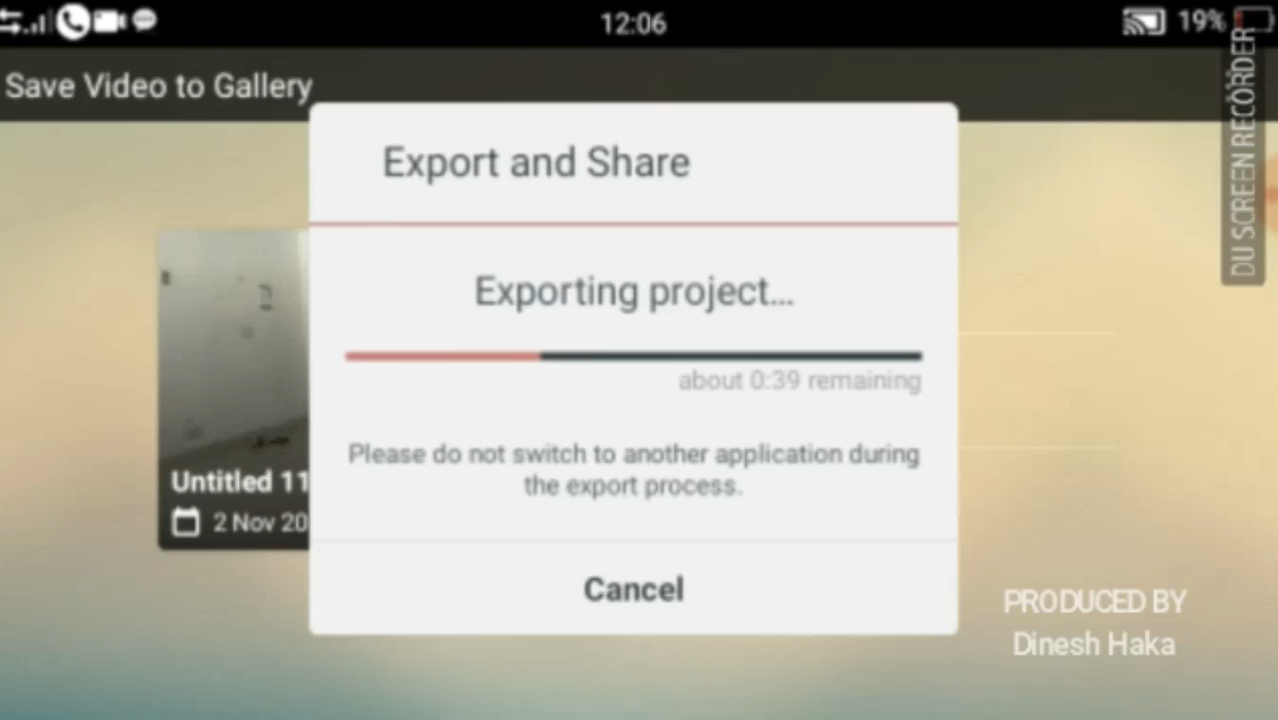 12:06
19%
Save Video to Gallery
DU SCREEN RECORDER
Export and Share
Exporting project...
about 0:39 remaining
Please do not switch to another application during
the export process.
Untitled 11
2 Nov 20
Cancel
PRODUCED BY
Dinesh Haka